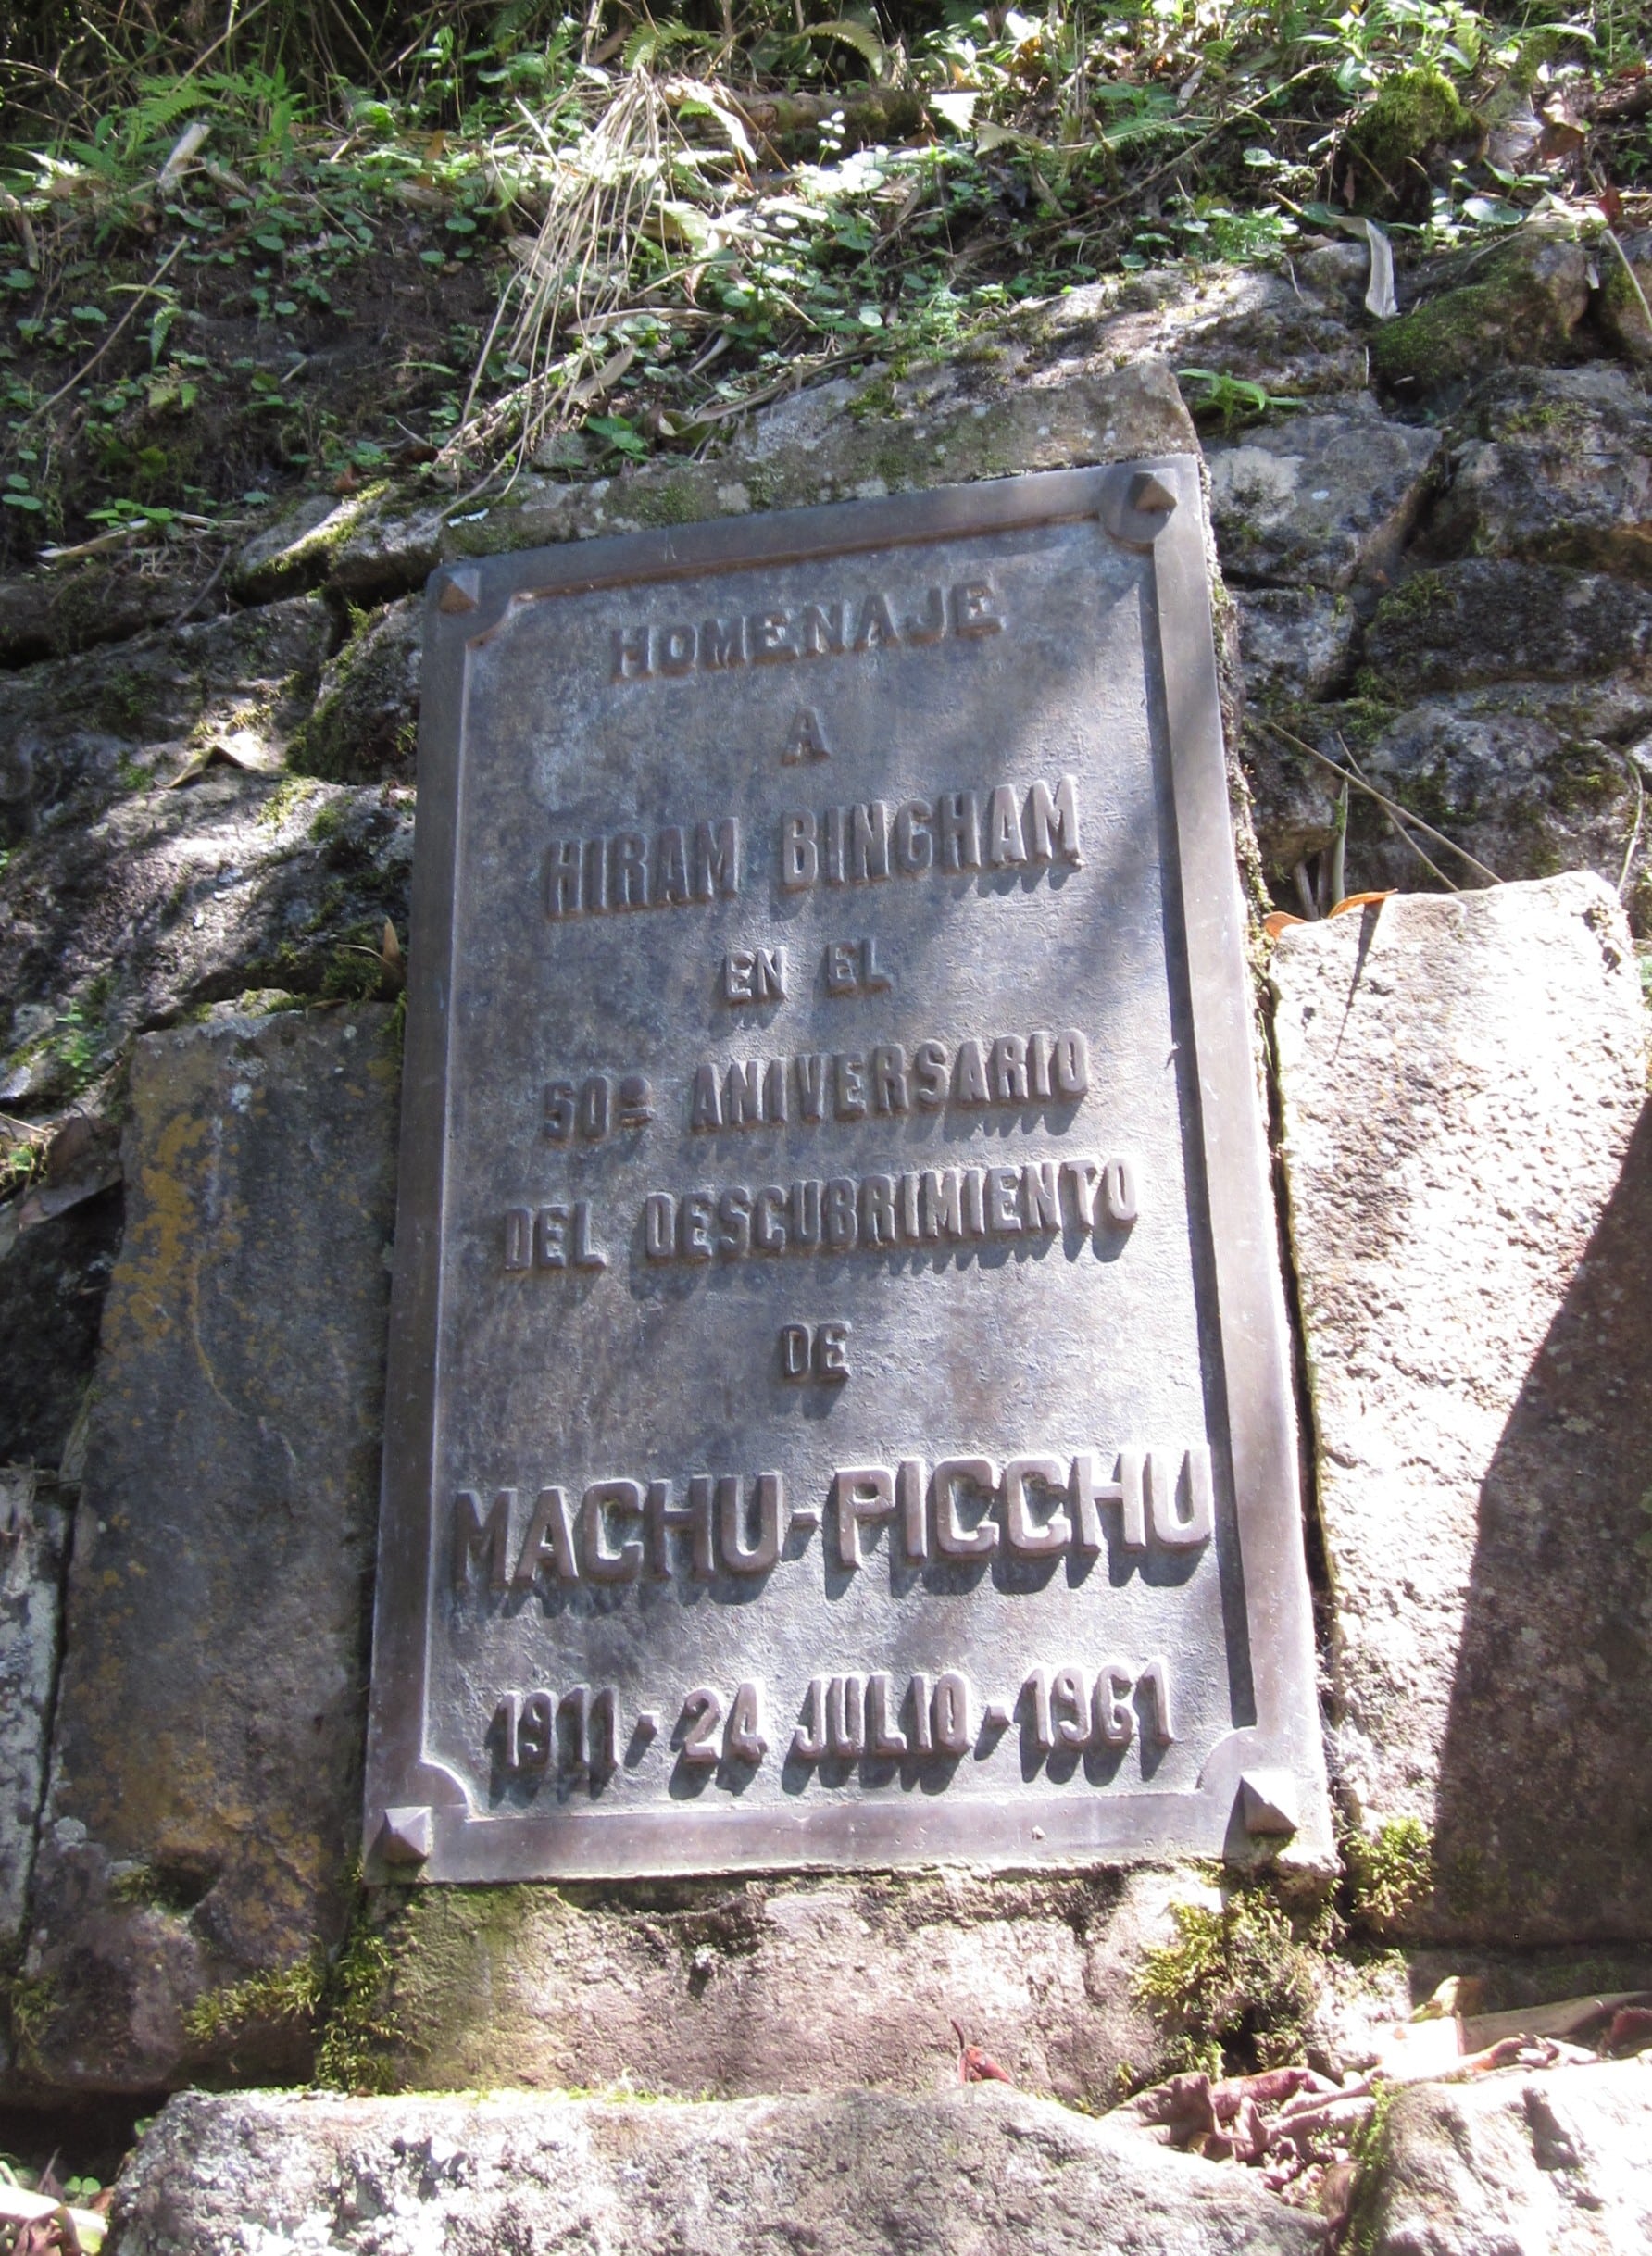 HOMENAJE
A
HIRAM BINGHAM
EN EL
50º ANIVERSARIO
DEL DESCUBRIMIENTO
DE
MACHU-PICCHU
1911-24 JULIO-1961